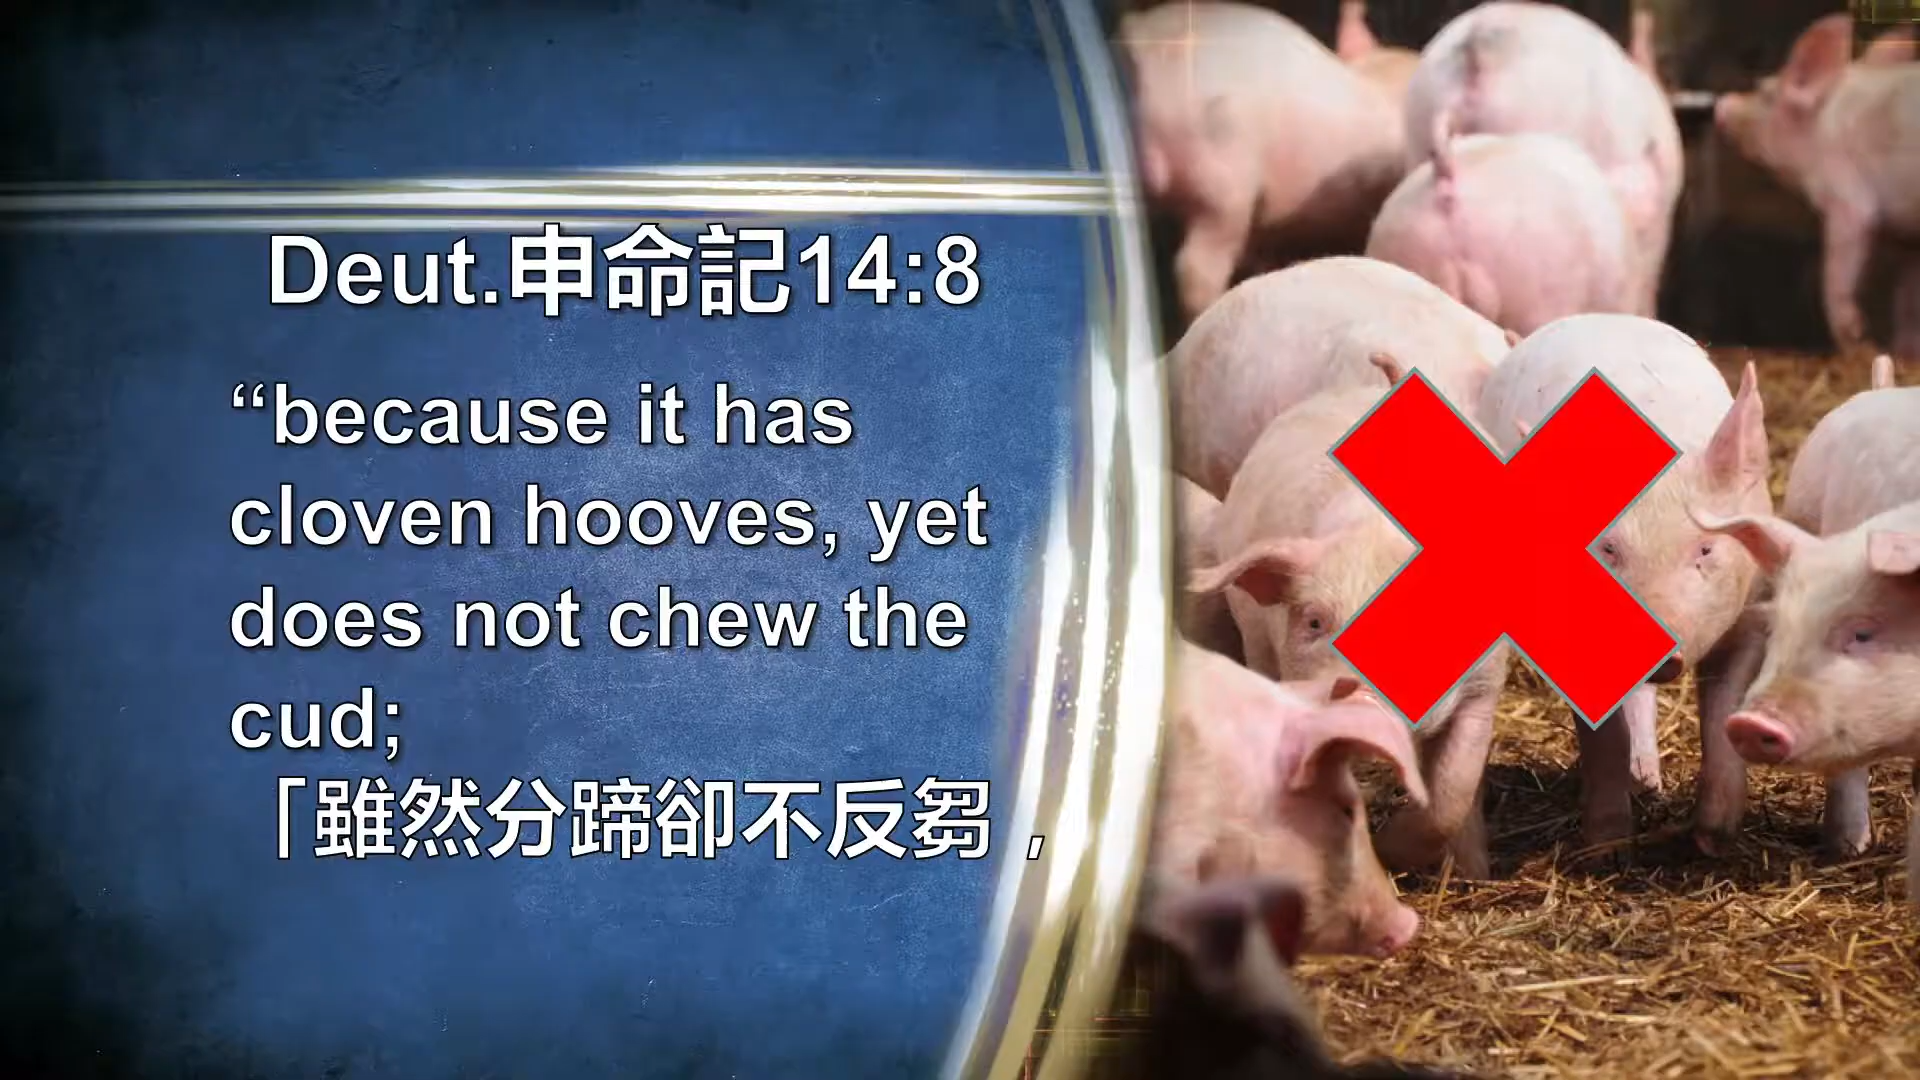 Deut.申命記14:8
“because it has
cloven hooves, yet
does not chew the
cud;
「雖然分蹄卻不反芻，